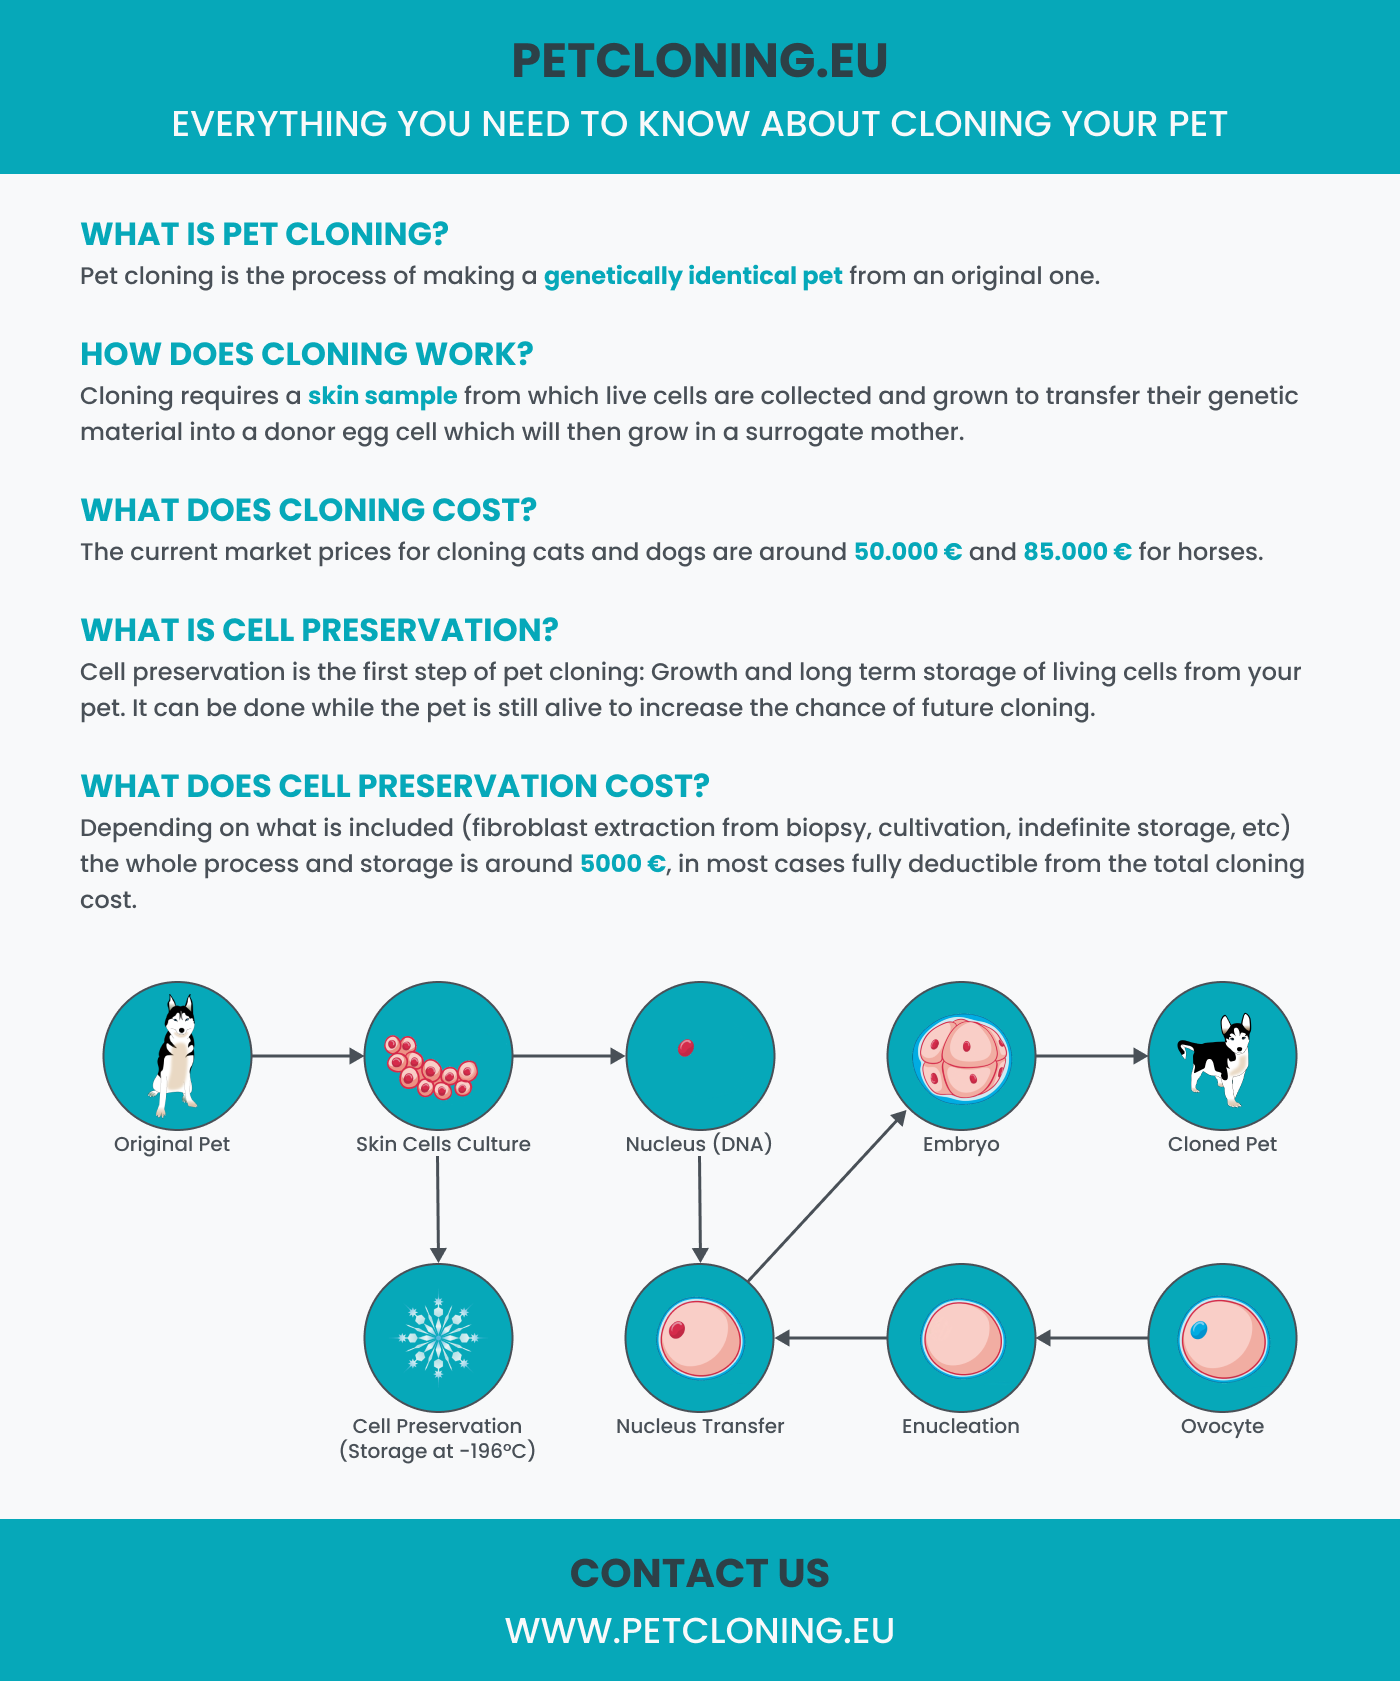 PETCLONING.EU
EVERYTHING YOU NEED TO KNOW ABOUT CLONING YOUR PET
WHAT IS PET CLONING?
Pet cloning is the process of making a genetically identical pet from an original one.
HOW DOES CLONING WORK?
Cloning requires a skin sample from which live cells are collected and grown to transfer their genetic
material into a donor egg cell which will then grow in a surrogate mother.
WHAT DOES CLONING COST?
The current market prices for cloning cats and dogs are around 50.000 € and 85.000 € for horses.
WHAT IS CELL PRESERVATION?
Cell preservation is the first step of pet cloning: Growth and long term storage of living cells from your
pet. It can be done while the pet is still alive to increase the chance of future cloning.
WHAT DOES CELL PRESERVATION COST?
Depending on what is included (fibroblast extraction from biopsy, cultivation, indefinite storage, etc)
the whole process and storage is around 5000 €, in most cases fully deductible from the total cloning
cost.
Original Pet
Skin Cells Culture
Nucleus (DNA)
Embryo
Cloned Pet
Cell Preservation
(Storage at -196°C)
Nucleus Transfer
Enucleation
Ovocyte
CONTACT US
WWW.PETCLONING.EU